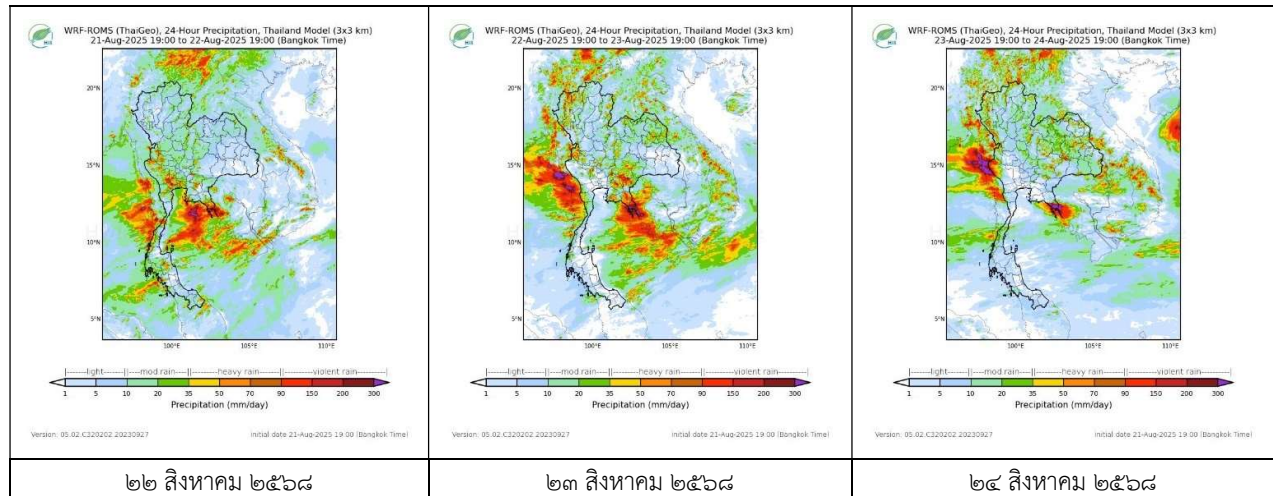 WRF-ROMS (ThaiGeo), 24-Hour Precipitation, Thailand Model (3x3 km)
21-Aug-2025 19:00 to 22-Aug-2025 19:00 (Bangkok Time)
20°N
15°N
10°N
5°N
100°E 105°E 110°E
|--------light--------||----mod rain----||--------heavy rain--------||--------violent rain--------|
1 5 10 20 35 50 70 90 150 200 300
Precipitation (mm/day)
Version: 05.02.C320202.20230927 initial date 21-Aug-2025 19:00 (Bangkok Time)
๒๒ สิงหาคม ๒๕๖๘
WRF-ROMS (ThaiGeo), 24-Hour Precipitation, Thailand Model (3x3 km)
22-Aug-2025 19:00 to 23-Aug-2025 19:00 (Bangkok Time)
20°N
15°N
10°N
5°N
100°E 105°E 110°E
|--------light--------||----mod rain----||--------heavy rain--------||--------violent rain--------|
1 5 10 20 35 50 70 90 150 200 300
Precipitation (mm/day)
Version: 05.02.C320202.20230927 initial date 21-Aug-2025 19:00 (Bangkok Time)
๒๓ สิงหาคม ๒๕๖๘
WRF-ROMS (ThaiGeo), 24-Hour Precipitation, Thailand Model (3x3 km)
23-Aug-2025 19:00 to 24-Aug-2025 19:00 (Bangkok Time)
20°N
15°N
10°N
5°N
100°E 105°E 110°E
|--------light--------||----mod rain----||--------heavy rain--------||--------violent rain--------|
1 5 10 20 35 50 70 90 150 200 300
Precipitation (mm/day)
Version: 05.02.C320202.20230927 initial date 21-Aug-2025 19:00 (Bangkok Time)
๒๔ สิงหาคม ๒๕๖๘